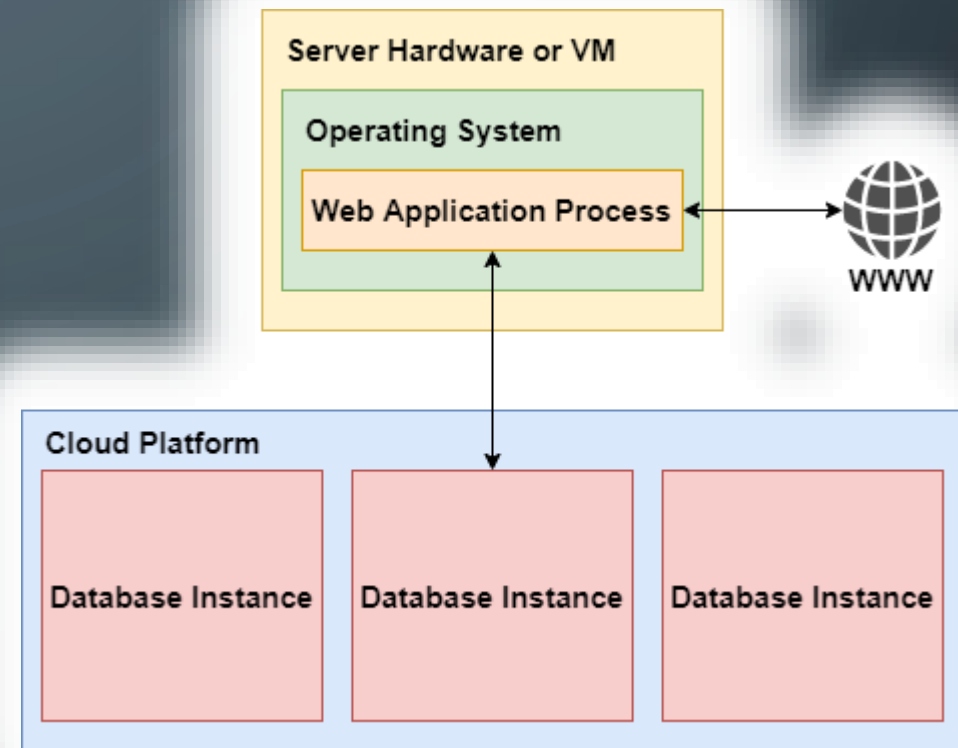 Server Hardware or VM
Operating System
Web Application Process
WWW
Cloud Platform
Database Instance
Database Instance
Database Instance